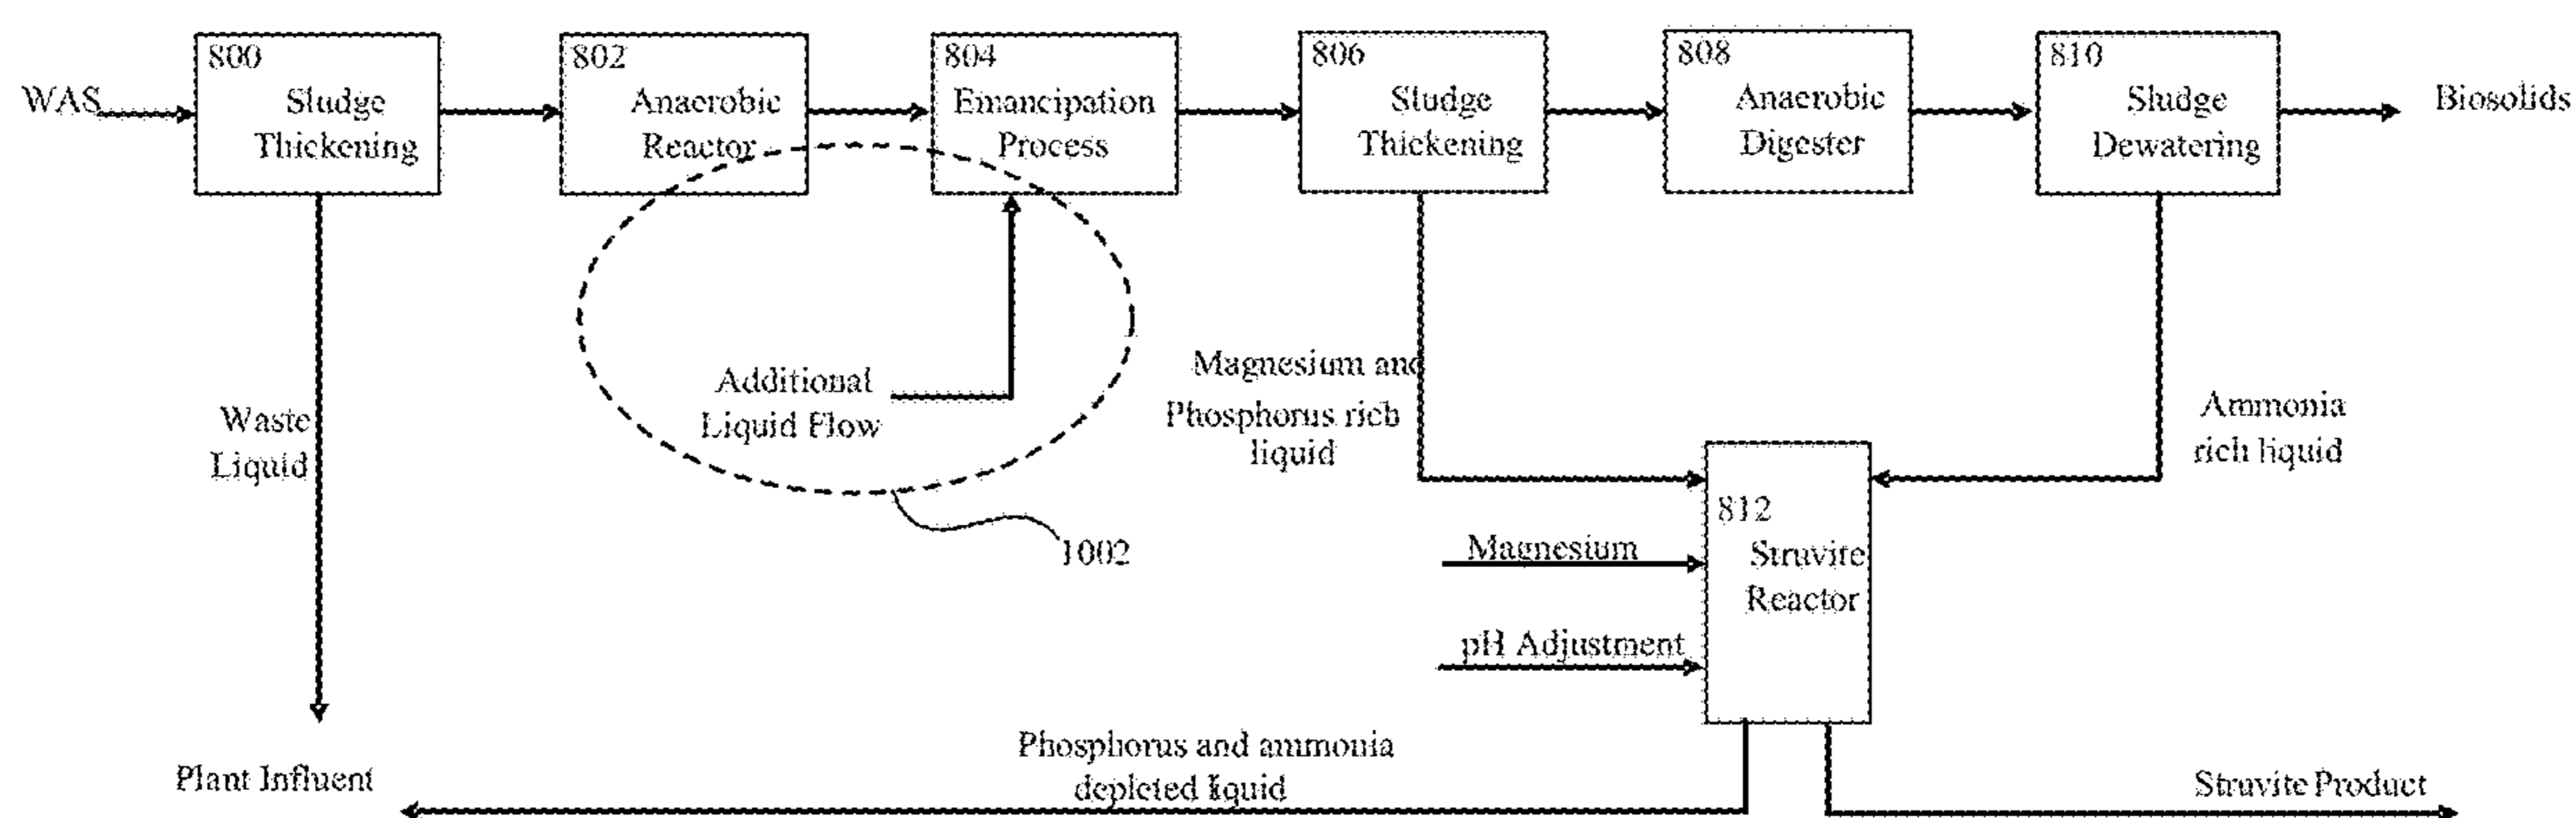 800
802
804
806
808
810
WAS
Sludge
Thickening
Anaerobic
Reactor
Emancipation
Process
Sludge
Thickening
Anaerobic
Digester
Sludge
Dewatering
Biosolids
Additional
Liquid Flow
Waste
Liquid
Magnesium and
Phosphorus rich
liquid
Ammonia
rich liquid
1002
812
Struvite
Reactor
Magnesium
pH Adjustment
Phosphorus and ammonia
depleted liquid
Plant Influent
Struvite Product